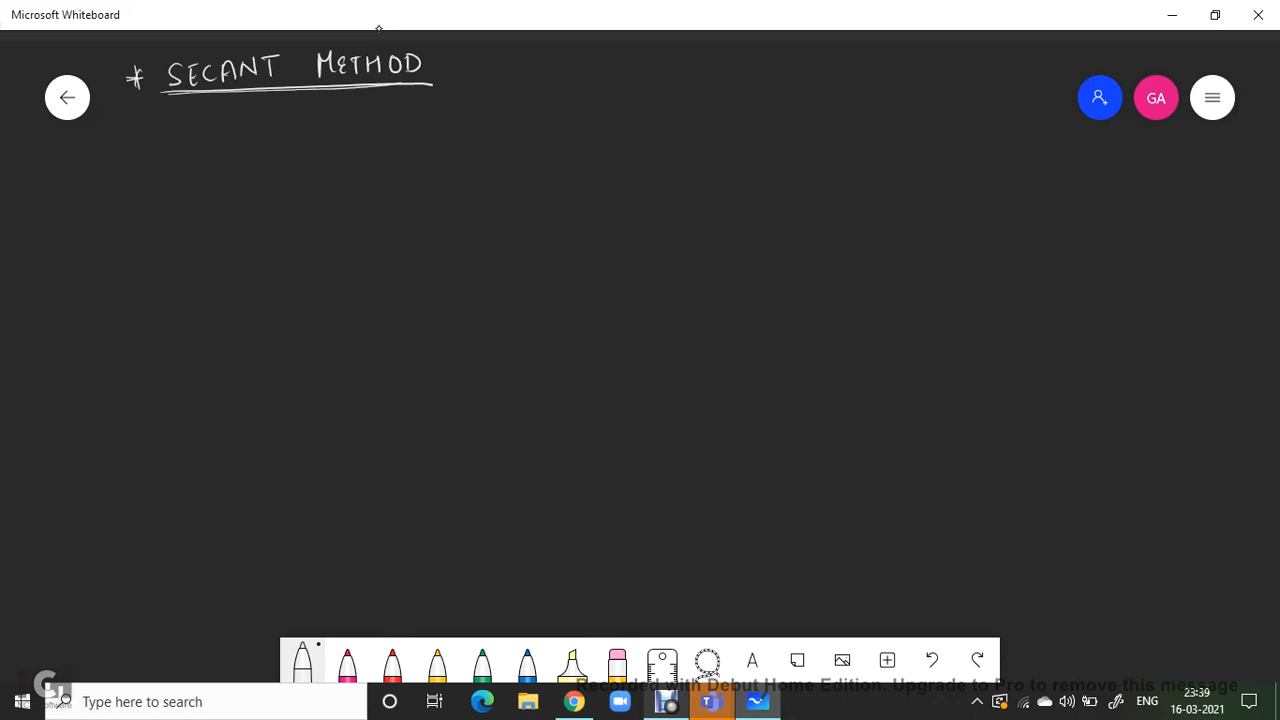 Microsoft Whiteboard
* SECANT METHOD
GA
A
Recorded with Debut Home Edition. Upgrade to Pro to remove this message
Type here to search
T
ENG
23:39
16-03-2021